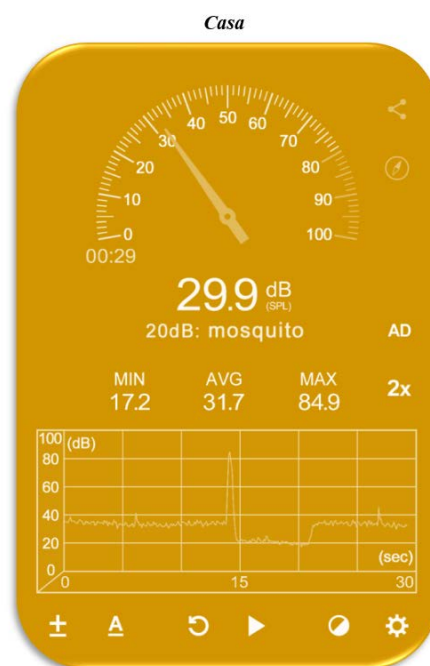 Casa
40 50 60
30 70
20 80
10 90
0 100
00:29
29.9 dB
(SPL)
20dB: mosquito AD
MIN AVG MAX
17.2 31.7 84.9
2x
100 (dB)
80
60
40
20
0 (sec)
0 15 30
± A